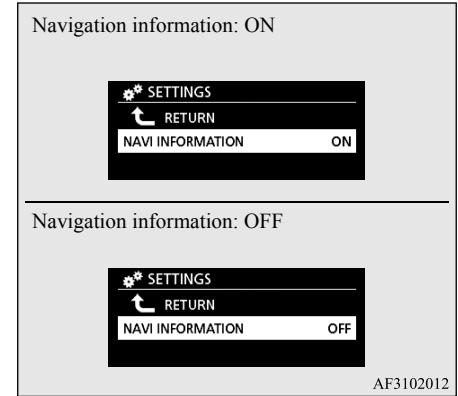 Navigation information: ON
SETTINGS
RETURN
NAVI INFORMATION ON
Navigation information: OFF
SETTINGS
RETURN
NAVI INFORMATION OFF
AF3102012